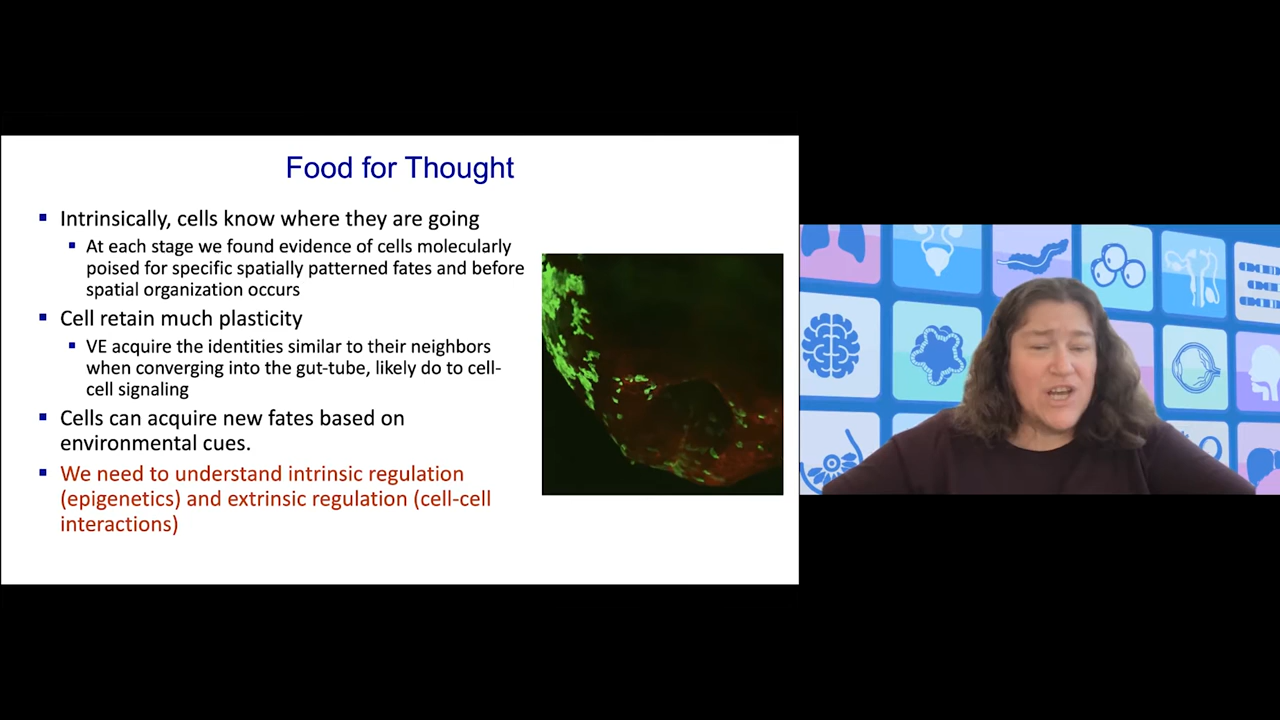 Food for Thought
Intrinsically, cells know where they are going
At each stage we found evidence of cells molecularly
poised for specific spatially patterned fates and before
spatial organization occurs
Cell retain much plasticity
VE acquire the identities similar to their neighbors
when converging into the gut-tube, likely do to cell-
cell signaling
Cells can acquire new fates based on
environmental cues.
We need to understand intrinsic regulation
(epigenetics) and extrinsic regulation (cell-cell
interactions)